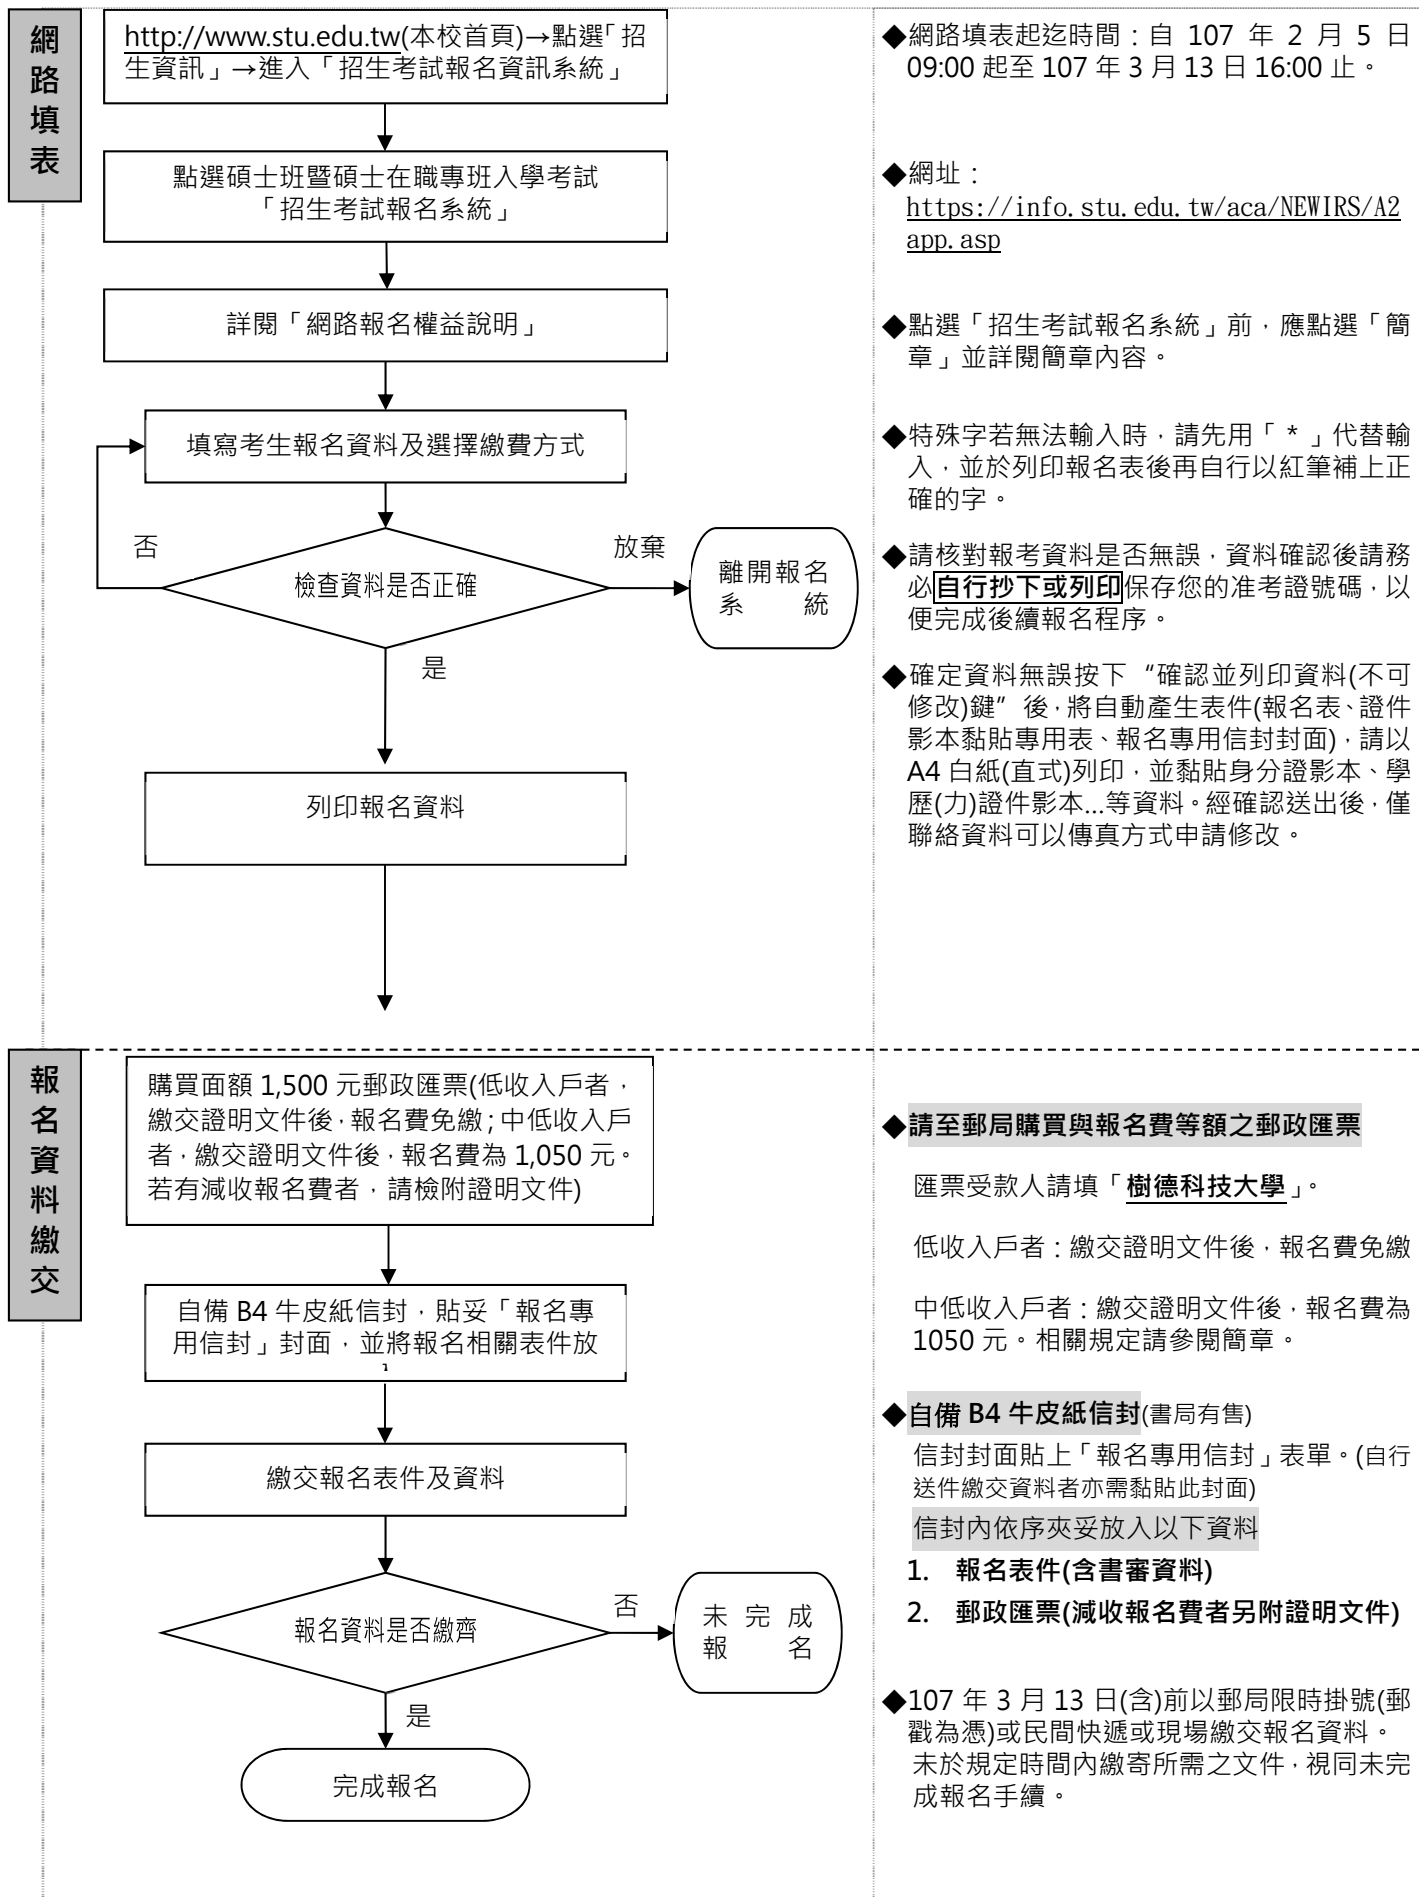 網
路
填
表
http://www.stu.edu.tw(本校首頁)→點選「招
生資訊」→進入「招生考試報名資訊系統」
點選碩士班暨碩士在職專班入學考試
「招生考試報名系統」
詳閱「網路報名權益說明」
填寫考生報名資料及選擇繳費方式
否
檢查資料是否正確
放棄
離開報名
系統
是
列印報名資料
◆網路填表起迄時間：自 107 年 2 月 5 日
09:00 起至 107 年 3 月 13 日 16:00 止。
◆網址：
https://info.stu.edu.tw/aca/NEWIRS/A2
app.asp
◆點選「招生考試報名系統」前，應點選「簡
章」並詳閱簡章內容。
◆特殊字若無法輸入時，請先用「*」代替輸
入，並於列印報名表後再自行以紅筆補上正
確的字。
◆請核對報考資料是否無誤，資料確認後請務
必自行抄下或列印保存您的准考證號碼，以
便完成後續報名程序。
◆確定資料無誤按下“確認並列印資料(不可
修改)鍵”後，將自動產生表件(報名表、證件
影本黏貼專用表、報名專用信封封面)，請以
A4 白紙(直式)列印，並黏貼身分證影本、學
歷(力)證件影本...等資料。經確認送出後，僅
聯絡資料可以傳真方式申請修改。
報
名
資
料
繳
交
購買面額 1,500 元郵政匯票(低收入戶者，
繳交證明文件後，報名費免繳；中低收入戶
者，繳交證明文件後，報名費為 1,050 元。
若有減收報名費者，請檢附證明文件)
自備 B4 牛皮紙信封，貼妥「報名專
用信封」封面，並將報名相關表件放
繳交報名表件及資料
報名資料是否繳齊
否
未完成
報名
是
完成報名
◆請至郵局購買與報名費等額之郵政匯票
匯票受款人請填「樹德科技大學」。
低收入戶者：繳交證明文件後，報名費免繳
中低收入戶者：繳交證明文件後，報名費為
1050 元。相關規定請參閱簡章。
◆自備 B4 牛皮紙信封(書局有售)
信封封面貼上「報名專用信封」表單。(自行
送件繳交資料者亦需黏貼此封面)
信封內依序夾妥放入以下資料
1. 報名表件(含書審資料)
2. 郵政匯票(減收報名費者另附證明文件)
◆107 年 3 月 13 日(含)前以郵局限時掛號(郵
戳為憑)或民間快遞或現場繳交報名資料。
未於規定時間內繳寄所需之文件，視同未完
成報名手續。